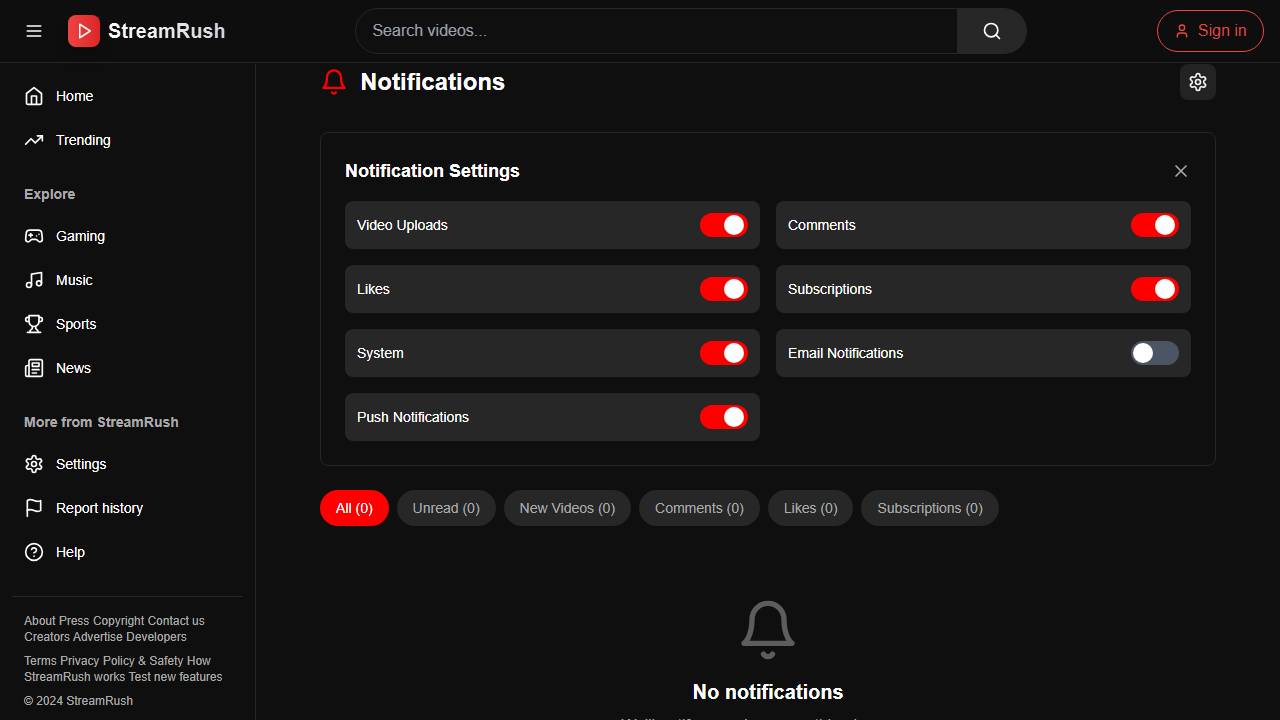 StreamRush
Search videos...
Sign in
Home
Trending
Explore
Gaming
Music
Sports
News
More from StreamRush
Settings
Report history
Help
About Press Copyright Contact us
Creators Advertise Developers
Terms Privacy Policy & Safety How
StreamRush works Test new features
© 2024 StreamRush
Notifications
Notification Settings
Video Uploads
Comments
Likes
Subscriptions
System
Email Notifications
Push Notifications
All (0)
Unread (0)
New Videos (0)
Comments (0)
Likes (0)
Subscriptions (0)
No notifications